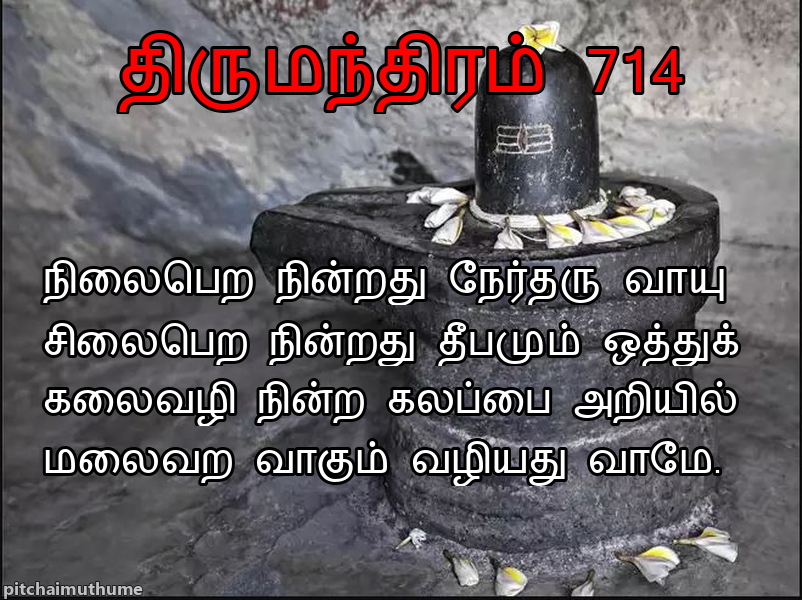 திருமந்திரம் 714
நிலைபெற நின்றது நேர்தரு வாயு
சிலைபெற நின்றது தீபமும் ஒத்துக்
கலைவழி நின்ற கலப்பை அறியில்
மலைவற வாகும் வழியது வாமே.
pitchaimuthume